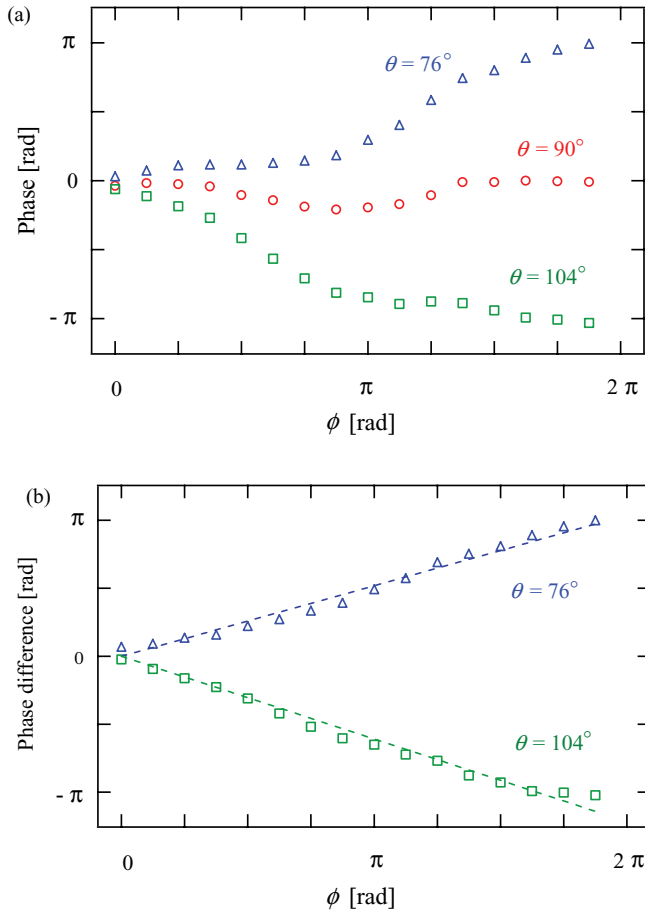 (a)
π
θ = 76°
θ = 90°
Phase [rad]
0
θ = 104°
- π
0
π
2 π
ϕ [rad]
(b)
π
Phase difference [rad]
θ = 76°
0
θ = 104°
- π
0
π
2 π
ϕ [rad]